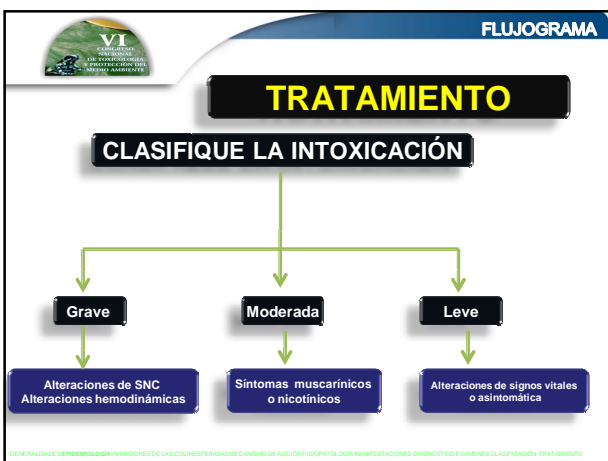 FLUJOGRAMA
VI
CONGRESO
NACIONAL
DE TOXICOLOGÍA
Y PROTECCIÓN DEL
MEDIO AMBIENTE
TRATAMIENTO
CLASIFIQUE LA INTOXICACIÓN
Grave
Moderada
Leve
Alteraciones de SNC
Alteraciones hemodinámicas
Síntomas muscarínicos
o nicotínicos
Alteraciones de signos vitales
o asintomática
GENERALIDADES EPIDEMIOLOGÍA INHIBIDORES DE LAS COLINESTERASAS MECANISMO DE ACCIÓN FISIOPATOLOGÍA MANIFESTACIONES DIAGNÓSTICO EXAMENES CLASIFICACIÓN TRATAMIENTO